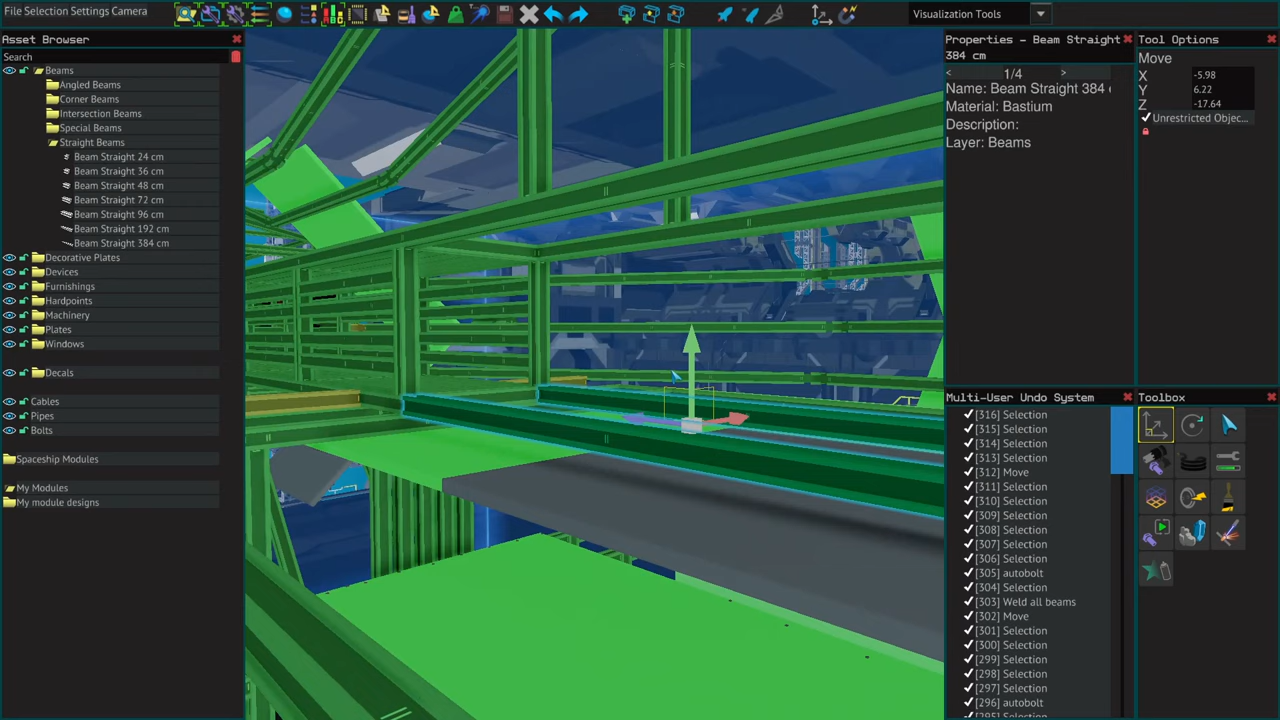 File Selection Settings Camera
Visualization Tools
Asset Browser
Search
Beams
Angled Beams
Corner Beams
Intersection Beams
Special Beams
Straight Beams
Beam Straight 24 cm
Beam Straight 36 cm
Beam Straight 48 cm
Beam Straight 72 cm
Beam Straight 96 cm
Beam Straight 192 cm
Beam Straight 384 cm
Decorative Plates
Devices
Furnishings
Hardpoints
Machinery
Plates
Windows
Decals
Cables
Pipes
Bolts
Spaceship Modules
My Modules
My module designs
Properties - Beam Straight
384 cm
< 1/4 >
Name: Beam Straight 384
Material: Bastium
Description:
Layer: Beams
Tool Options
Move
X -5.98
Y 6.22
Z -17.64
Unrestricted Objec...
Multi-User Undo System
[316] Selection
[315] Selection
[314] Selection
[313] Selection
[312] Move
[311] Selection
[310] Selection
[309] Selection
[308] Selection
[307] Selection
[306] Selection
[305] autobolt
[304] Selection
[303] Weld all beams
[302] Move
[301] Selection
[300] Selection
[299] Selection
[298] Selection
[297] Selection
[296] autobolt
[295] Selection
Toolbox